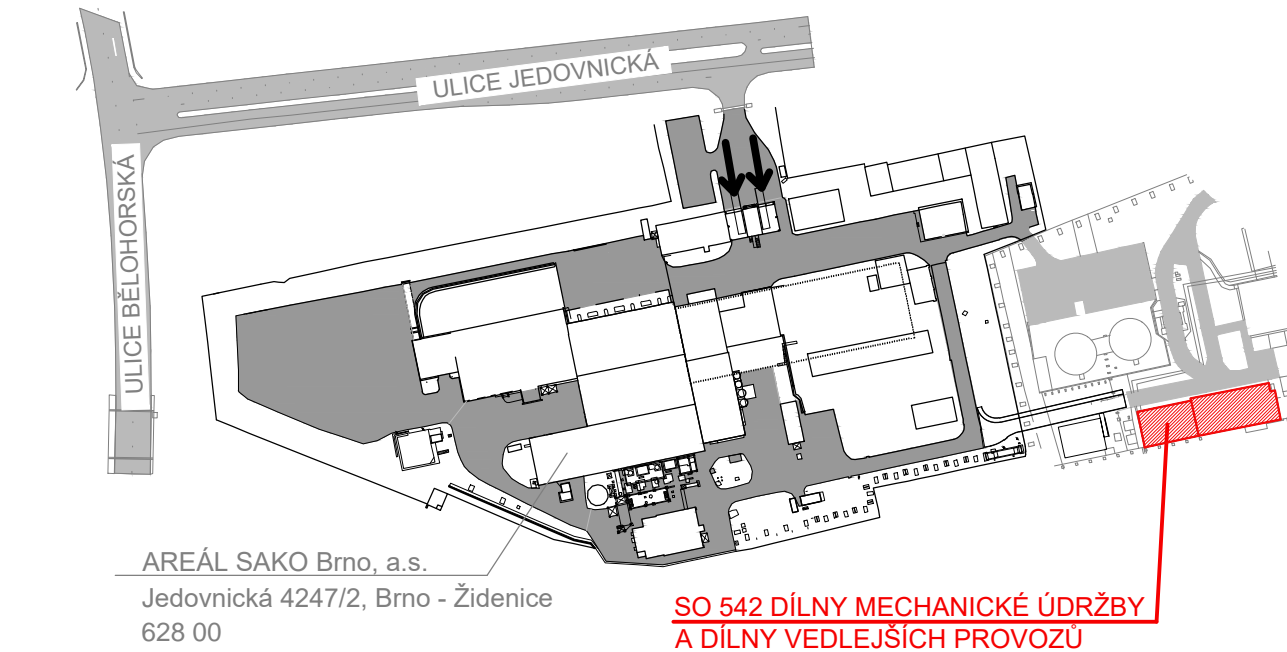 ULICE JEDOVNICKÁ
ULICE BĚLOHORSKÁ
AREÁL SAKO Brno, a.s.
Jedovnická 4247/2, Brno - Židenice
628 00
SO 542 DÍLNY MECHANICKÉ ÚDRŽBY
A DÍLNY VEDLEJŠÍCH PROVOZŮ